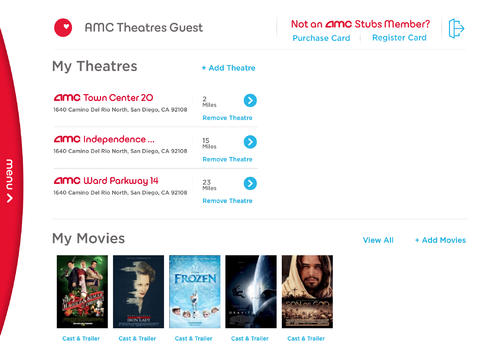 AMC Theatres Guest
Not an amc Stubs Member?
Purchase Card
Register Card
My Theatres
+ Add Theatre
amc Town Center 20
1640 Camino Del Rio North, San Diego, CA 92108
2
Miles
Remove Theatre
amc Independence ...
1640 Camino Del Rio North, San Diego, CA 92108
15
Miles
Remove Theatre
amc Ward Parkway 14
1640 Camino Del Rio North, San Diego, CA 92108
23
Miles
Remove Theatre
menu
My Movies
View All
+ Add Movies
FROZEN
GRAVITY
SON OF GOD
Cast & Trailer
Cast & Trailer
Cast & Trailer
Cast & Trailer
Cast & Trailer